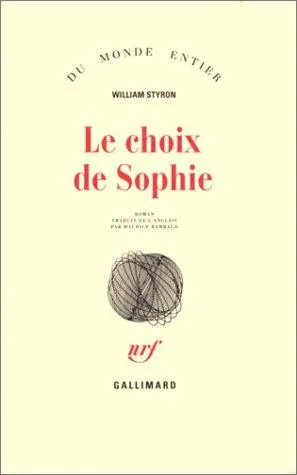 DU MONDE ENTIER
WILLIAM STYRON
Le choix
de Sophie
ROMAN
TRADUIT DE L'ANGLAIS
PAR MAURICE RAMBAUD
nrf
GALLIMARD